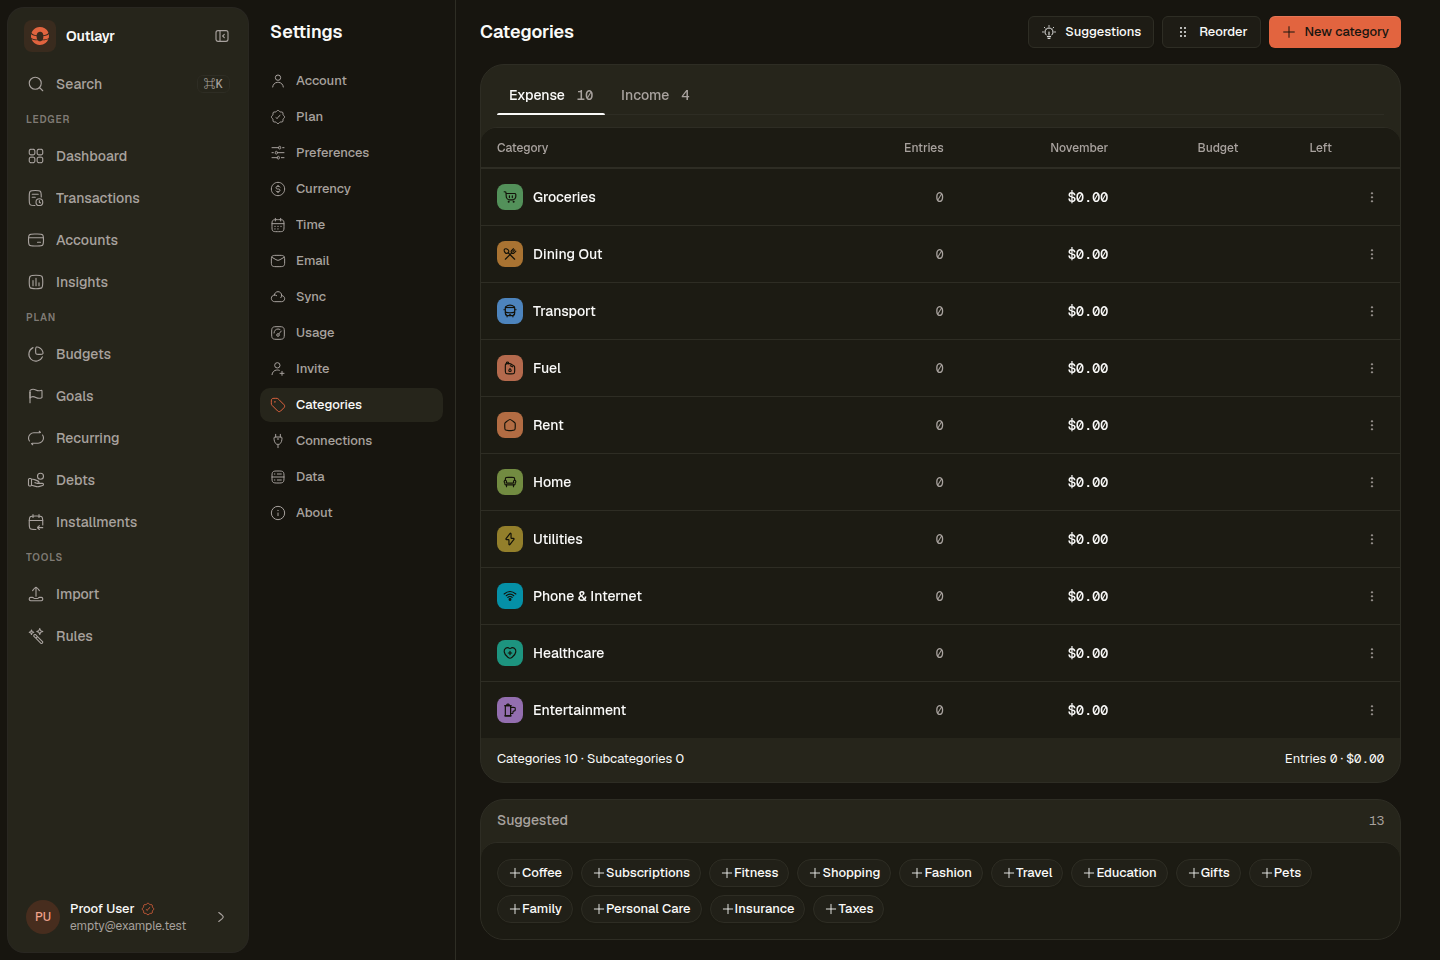 Outlayr
Search ⌘K
LEDGER
Dashboard
Transactions
Accounts
Insights
PLAN
Budgets
Goals
Recurring
Debts
Installments
TOOLS
Import
Rules
PU
Proof User
empty@example.test
Settings
Account
Plan
Preferences
Currency
Time
Email
Sync
Usage
Invite
Categories
Connections
Data
About
Categories
Suggestions
Reorder
New category
Expense 10 Income 4
Category Entries November Budget Left
Groceries 0 $0.00
Dining Out 0 $0.00
Transport 0 $0.00
Fuel 0 $0.00
Rent 0 $0.00
Home 0 $0.00
Utilities 0 $0.00
Phone & Internet 0 $0.00
Healthcare 0 $0.00
Entertainment 0 $0.00
Categories 10 · Subcategories 0 Entries 0 · $0.00
Suggested 13
+Coffee +Subscriptions +Fitness +Shopping +Fashion +Travel +Education +Gifts +Pets
+Family +Personal Care +Insurance +Taxes